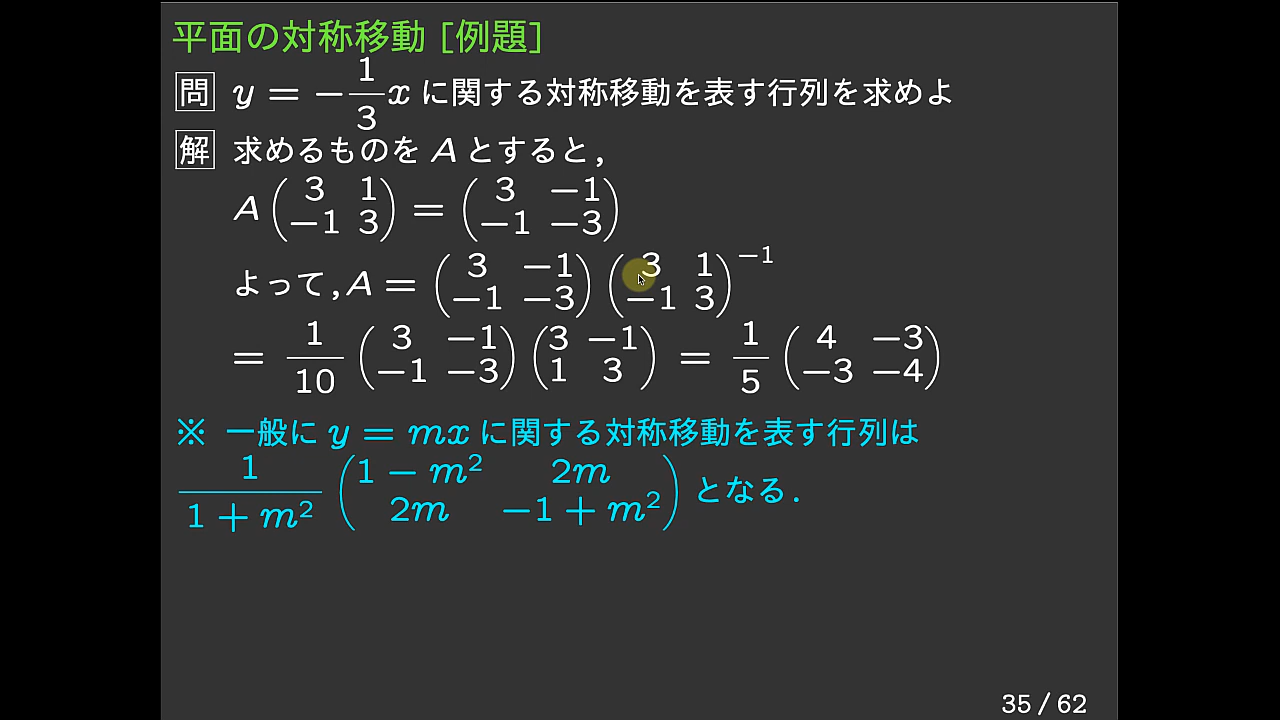 平面の対称移動 [例題]
問 y = −1/3 x に関する対称移動を表す行列を求めよ
解 求めるものを A とすると,
A ( 3 1 ; −1 3 ) = ( 3 −1 ; −1 −3 )
よって, A = ( 3 −1 ; −1 −3 ) ( 3 1 ; −1 3 )^−1
= 1/10 ( 3 −1 ; −1 −3 ) ( 3 −1 ; 1 3 ) = 1/5 ( 4 −3 ; −3 −4 )
※ 一般に y = mx に関する対称移動を表す行列は
1/(1 + m²) ( 1 − m² 2m ; 2m −1 + m² ) となる.
35 / 62